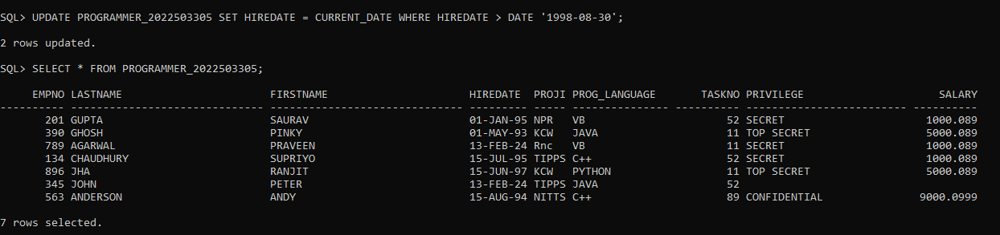 SQL> UPDATE PROGRAMMER_2022503305 SET HIREDATE = CURRENT_DATE WHERE HIREDATE > DATE '1998-08-30';
2 rows updated.
SQL> SELECT * FROM PROGRAMMER_2022503305;
     EMPNO LASTNAME                       FIRSTNAME                      HIREDATE  PROJI PROG_LANGUAGE       TASKNO PRIVILEGE                     SALARY
---------- ------------------------------ ------------------------------ --------- ----- --------------- ---------- ------------------------- ----------
       201 GUPTA                          SAURAV                         01-JAN-95 NPR   VB                      52 SECRET                      1000.089
       390 GHOSH                          PINKY                          01-MAY-93 KCW   JAVA                    11 TOP SECRET                  5000.089
       789 AGARWAL                        PRAVEEN                        13-FEB-24 Rnc   VB                      11 SECRET                      1000.089
       134 CHAUDHURY                      SUPRIYO                        15-JUL-95 TIPPS C++                     52 SECRET                      1000.089
       896 JHA                            RANJIT                         15-JUN-97 KCW   PYTHON                  11 TOP SECRET                  5000.089
       345 JOHN                           PETER                          13-FEB-24 TIPPS JAVA                    52
       563 ANDERSON                       ANDY                           15-AUG-94 NITTS C++                     89 CONFIDENTIAL               9000.0999
7 rows selected.